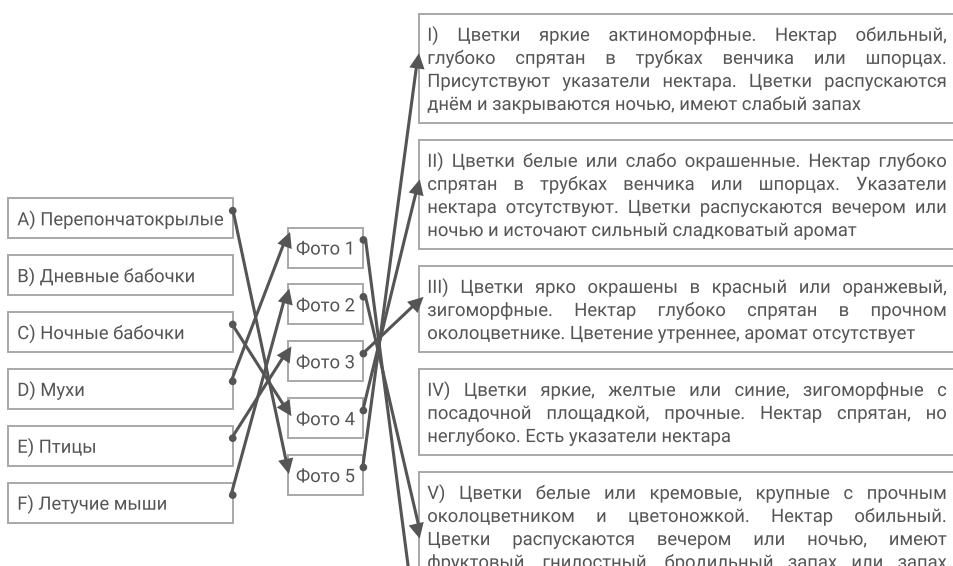 A) Перепончатокрылые
B) Дневные бабочки
C) Ночные бабочки
D) Мухи
E) Птицы
F) Летучие мыши
Фото 1
Фото 2
Фото 3
Фото 4
Фото 5
I) Цветки яркие актиноморфные. Нектар обильный,
глубоко спрятан в трубках венчика или шпорцах.
Присутствуют указатели нектара. Цветки распускаются
днём и закрываются ночью, имеют слабый запах
II) Цветки белые или слабо окрашенные. Нектар глубоко
спрятан в трубках венчика или шпорцах. Указатели
нектара отсутствуют. Цветки распускаются вечером или
ночью и источают сильный сладковатый аромат
III) Цветки ярко окрашены в красный или оранжевый,
зигоморфные. Нектар глубоко спрятан в прочном
околоцветнике. Цветение утреннее, аромат отсутствует
IV) Цветки яркие, желтые или синие, зигоморфные с
посадочной площадкой, прочные. Нектар спрятан, но
неглубоко. Есть указатели нектара
V) Цветки белые или кремовые, крупные с прочным
околоцветником и цветоножкой. Нектар обильный.
Цветки распускаются вечером или ночью, имеют
фруктовый, гнилостный, бродильный запах или запах